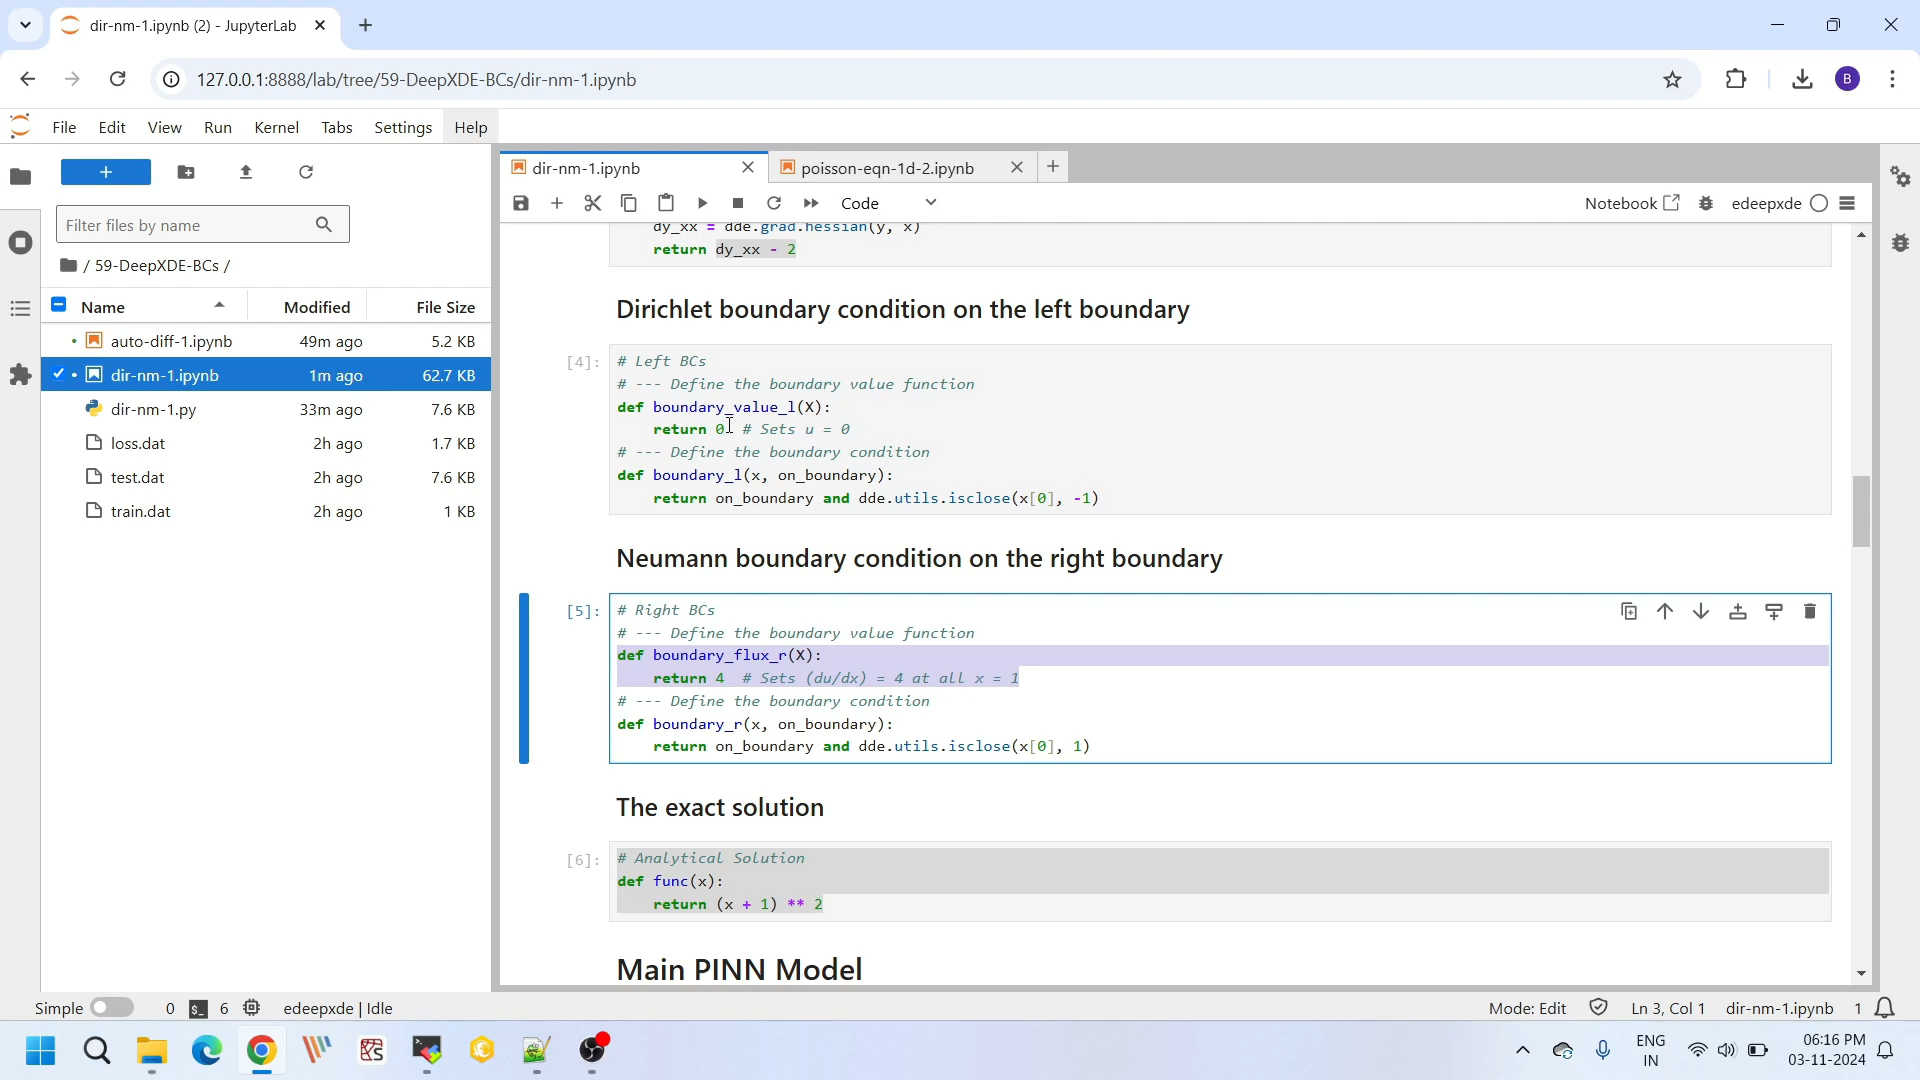 dir-nm-1.ipynb (2) - JupyterLab
127.0.0.1:8888/lab/tree/59-DeepXDE-BCs/dir-nm-1.ipynb
B
File Edit View Run Kernel Tabs Settings Help
dir-nm-1.ipynb
poisson-eqn-1d-2.ipynb
Code
Notebook
edeepxde
Filter files by name
/ 59-DeepXDE-BCs /
Name Modified File Size
auto-diff-1.ipynb 49m ago 5.2 KB
dir-nm-1.ipynb 1m ago 62.7 KB
dir-nm-1.py 33m ago 7.6 KB
loss.dat 2h ago 1.7 KB
test.dat 2h ago 7.6 KB
train.dat 2h ago 1 KB
dy_xx = dde.grad.hessian(y, x)
return dy_xx - 2
Dirichlet boundary condition on the left boundary
[4]:
# Left BCs
# --- Define the boundary value function
def boundary_value_l(X):
return 0 # Sets u = 0
# --- Define the boundary condition
def boundary_l(x, on_boundary):
return on_boundary and dde.utils.isclose(x[0], -1)
Neumann boundary condition on the right boundary
[5]:
# Right BCs
# --- Define the boundary value function
def boundary_flux_r(X):
return 4 # Sets (du/dx) = 4 at all x = 1
# --- Define the boundary condition
def boundary_r(x, on_boundary):
return on_boundary and dde.utils.isclose(x[0], 1)
The exact solution
[6]:
# Analytical Solution
def func(x):
return (x + 1) ** 2
Main PINN Model
Simple 0 6 edeepxde | Idle
Mode: Edit Ln 3, Col 1 dir-nm-1.ipynb 1
ENG
IN
06:16 PM
03-11-2024